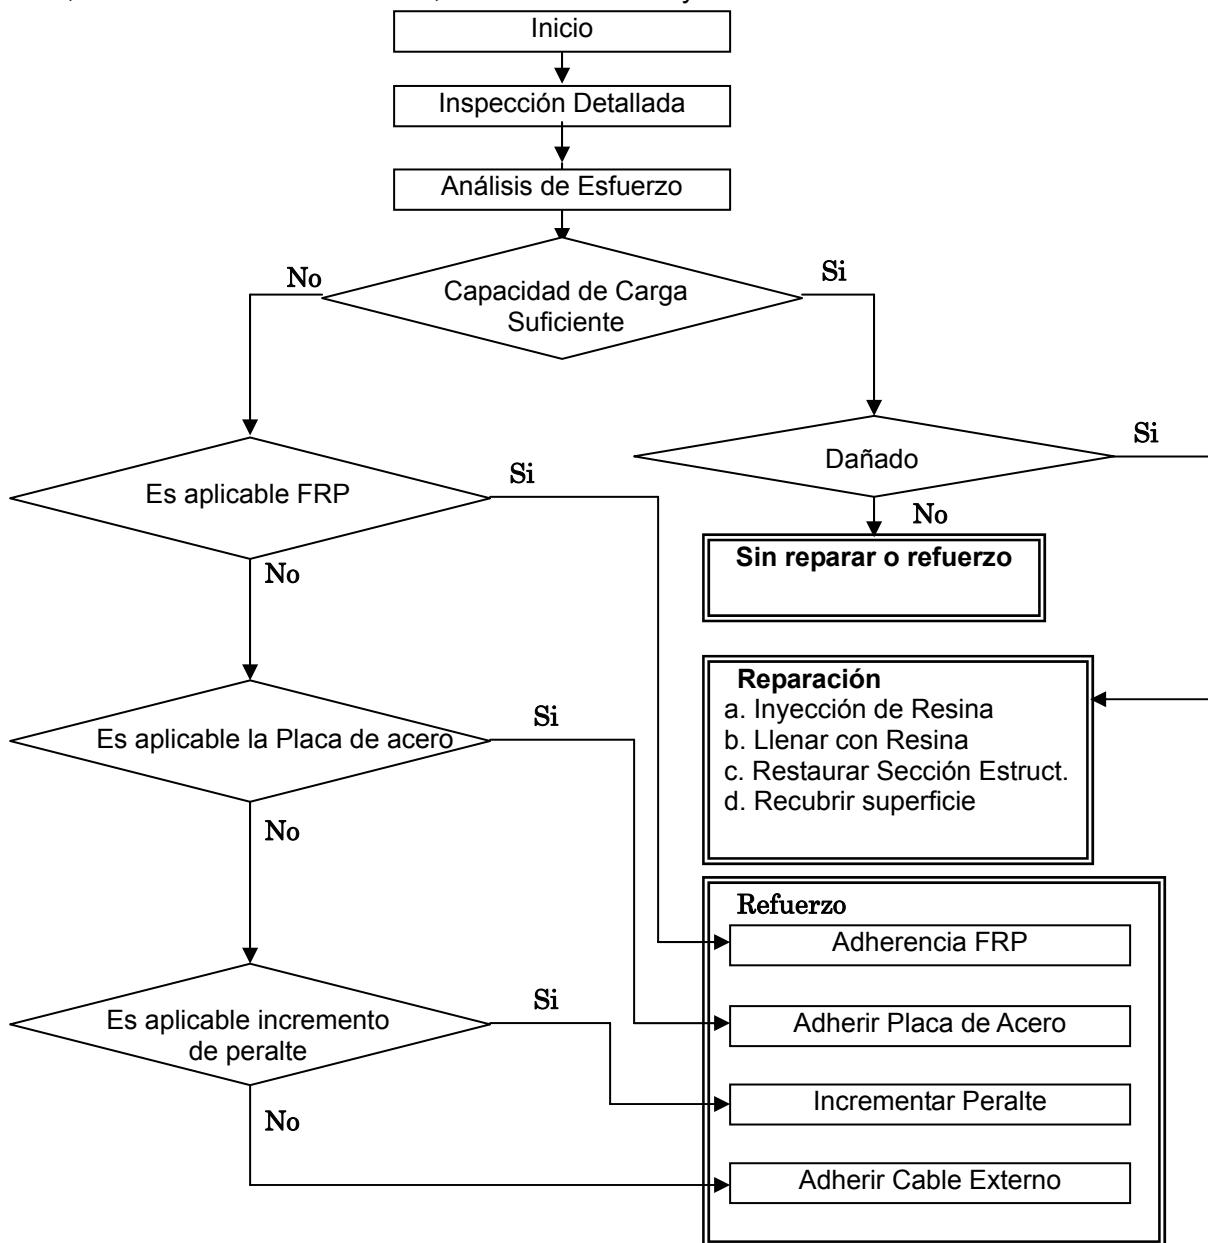 Inicio
Inspección Detallada
Análisis de Esfuerzo
No
Si
Capacidad de Carga
Suficiente
Si
Dañado
Si
Es aplicable FRP
No
No
Sin reparar o refuerzo
Reparación
a. Inyección de Resina
b. Llenar con Resina
c. Restaurar Sección Estruct.
d. Recubrir superficie
Si
Es aplicable la Placa de acero
No
Refuerzo
Adherencia FRP
Si
Es aplicable incremento
de peralte
Adherir Placa de Acero
Incrementar Peralte
No
Adherir Cable Externo